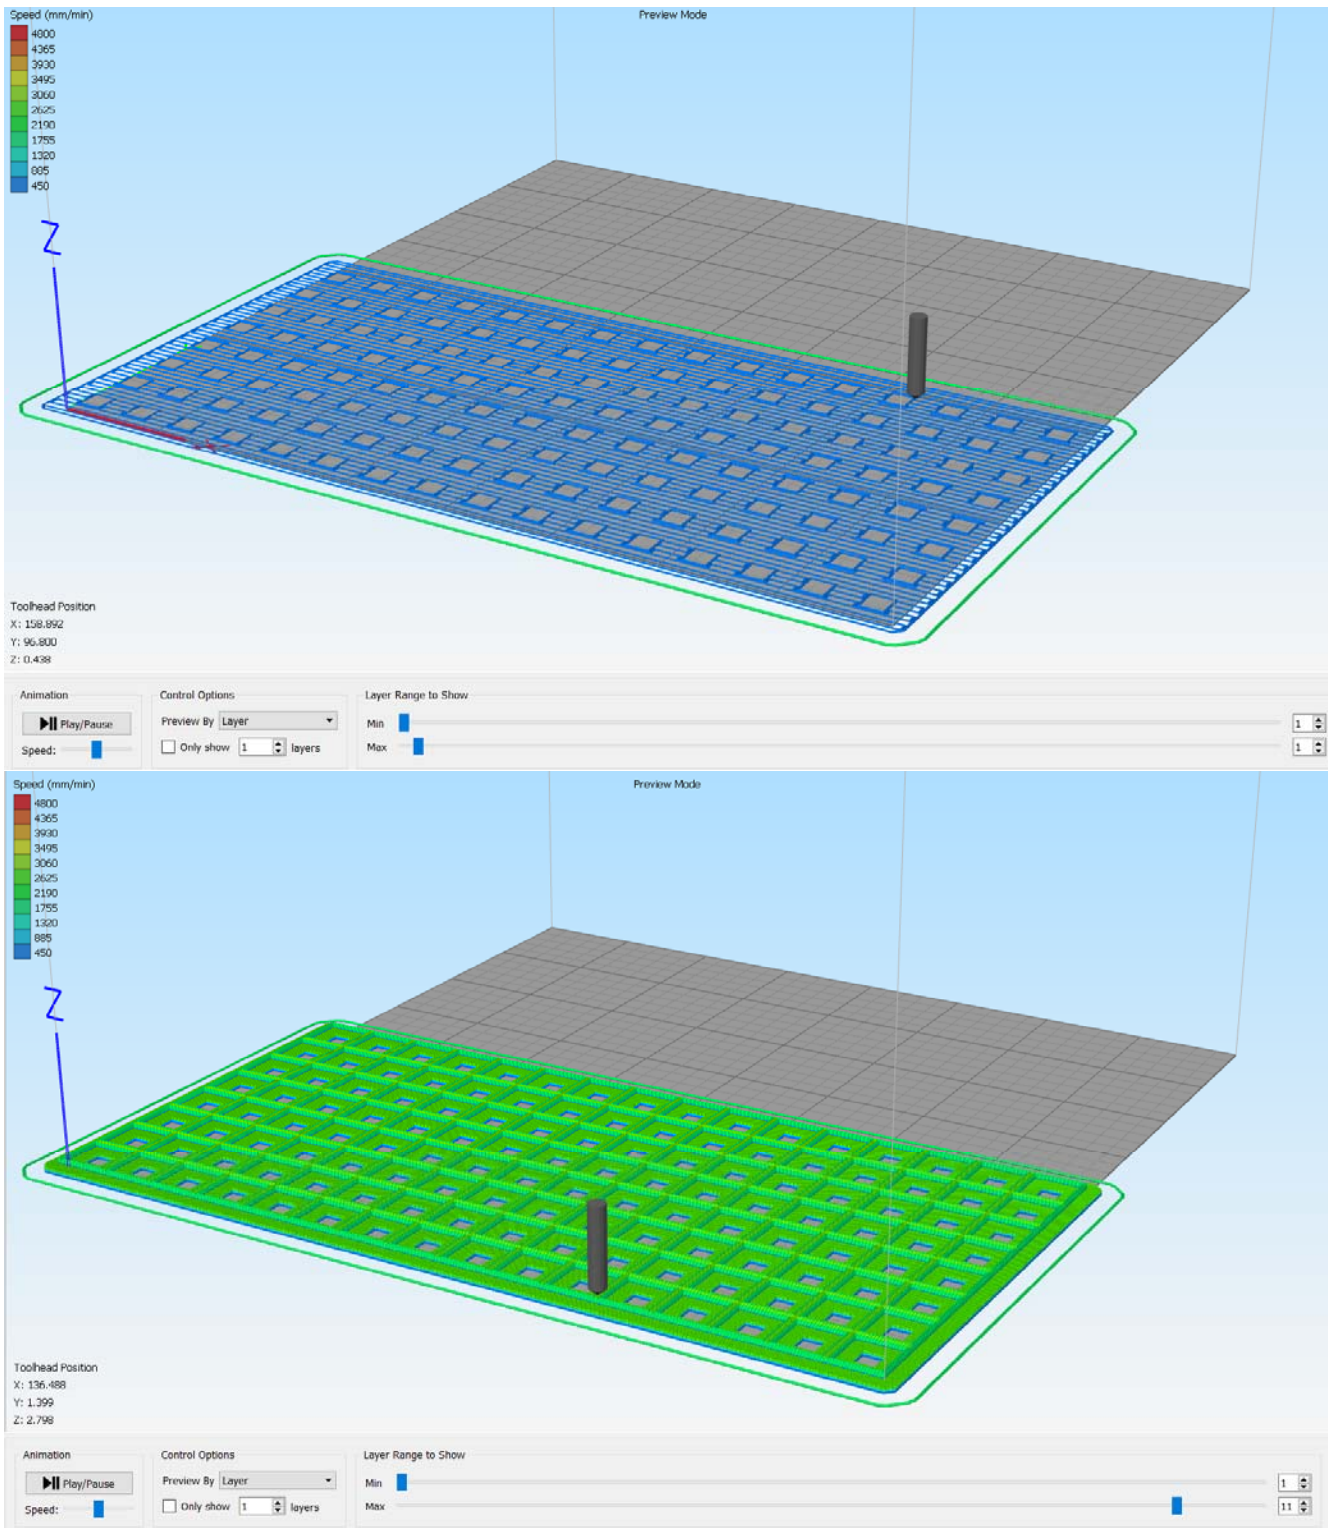 Speed (mm/min)
Preview Mode
4800
4365
3930
3495
3060
2625
2190
1755
1320
885
450
Z
Toolhead Position
X: 158.892
Y: 96.800
Z: 0.438
Animation
Control Options
Layer Range to Show
Play/Pause
Preview By Layer
Min
1
Speed:
Only show 1 layers
Max
1
Speed (mm/min)
Preview Mode
4800
4365
3930
3495
3060
2625
2190
1755
1320
885
450
Z
Toolhead Position
X: 136.488
Y: 1.399
Z: 2.798
Animation
Control Options
Layer Range to Show
Play/Pause
Preview By Layer
Min
1
Speed:
Only show 1 layers
Max
11